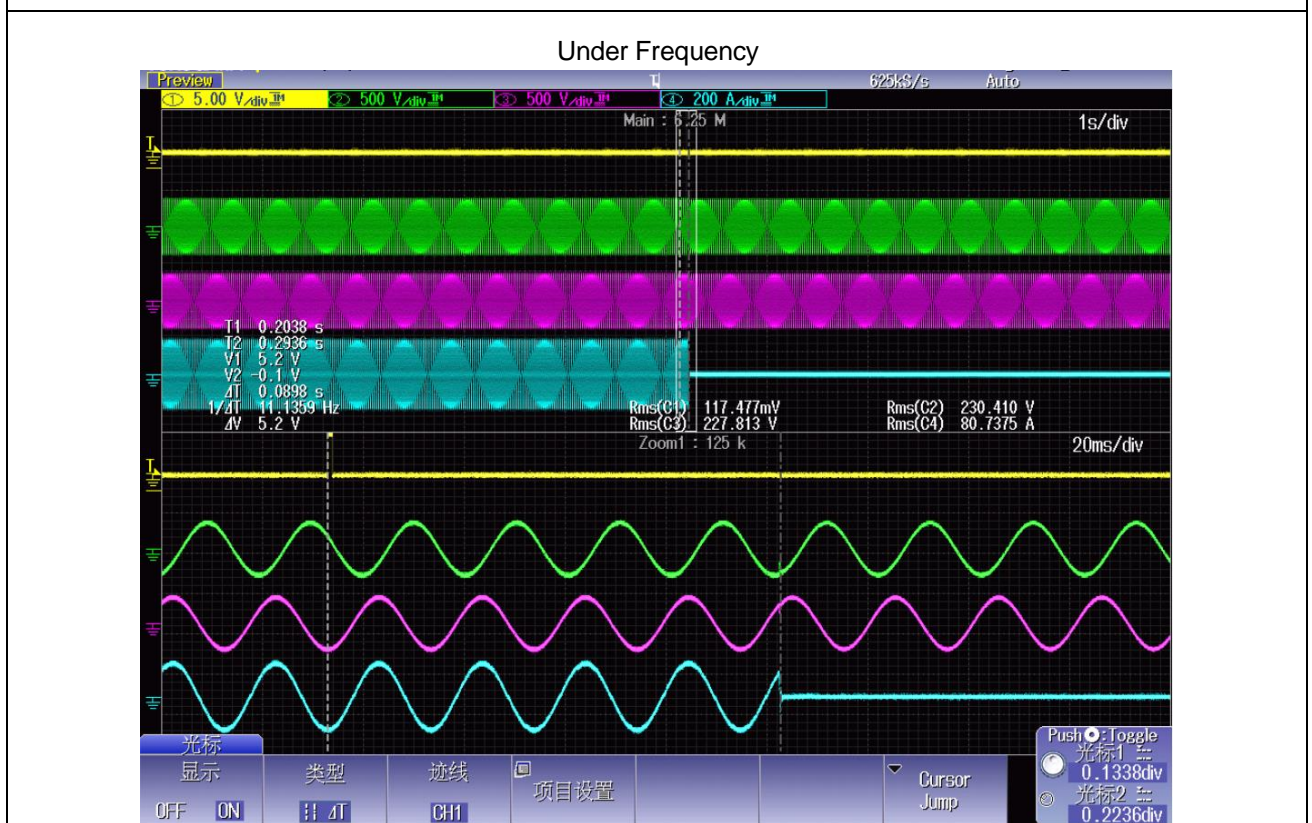 Under Frequency
Preview T 625kS/s Auto
① 5.00 V/div 1M ② 500 V/div 1M ③ 500 V/div 1M ④ 200 A/div 1M
Main : 6.25 M 1s/div
T
T1 0.2038 s
T2 0.2936 s
V1 5.2 V
V2 -0.1 V
ΔT 0.0898 s
1/ΔT 11.1359 Hz Rms(C1) 117.477mV Rms(C2) 230.410 V
ΔV 5.2 V Rms(C3) 227.813 V Rms(C4) 80.7375 A
Zoom1 : 125 k 20ms/div
T
光标 Push :Toggle
显示 类型 迹线 项目设置 Cursor Jump 光标1
0.1338div
OFF ON ΔT CH1 光标2
0.2236div